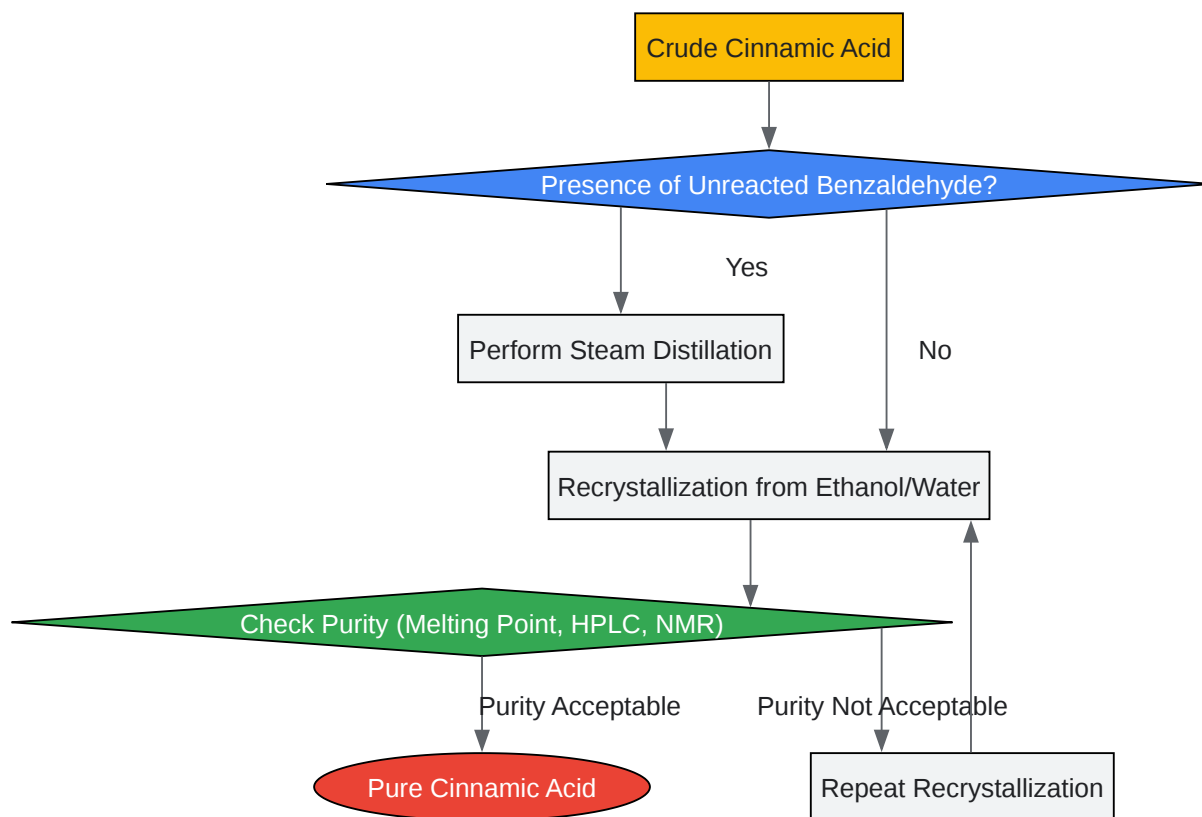 Crude Cinnamic Acid
Presence of Unreacted Benzaldehyde?
Yes
Perform Steam Distillation
No
Recrystallization from Ethanol/Water
Check Purity (Melting Point, HPLC, NMR)
Purity Acceptable
Purity Not Acceptable
Pure Cinnamic Acid
Repeat Recrystallization